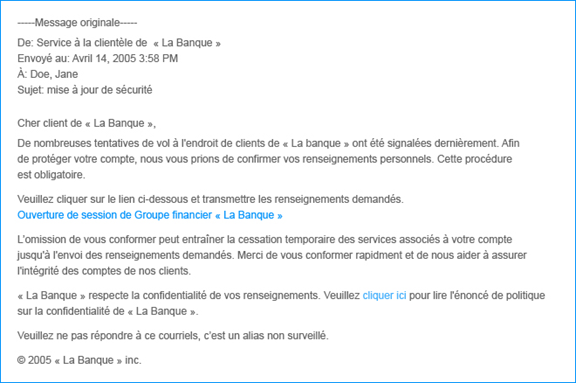 -----Message originale-----
De: Service à la clientèle de  « La Banque »
Envoyé au: Avril 14, 2005 3:58 PM
À: Doe, Jane
Sujet: mise à jour de sécurité
Cher client de « La Banque »,
De nombreuses tentatives de vol à l'endroit de clients de « La banque » ont été signalées dernièrement. Afin
de protéger votre compte, nous vous prions de confirmer vos renseignements personnels. Cette procédure
est obligatoire.
Veuillez cliquer sur le lien ci-dessous et transmettre les renseignements demandés.
Ouverture de session de Groupe financier « La Banque »
L'omission de vous conformer peut entraîner la cessation temporaire des services associés à votre compte
jusqu'à l'envoi des renseignements demandés. Merci de vous conformer rapidment et de nous aider à assurer
l'intégrité des comptes de nos clients.
« La Banque » respecte la confidentialité de vos renseignements. Veuillez cliquer ici pour lire l'énoncé de politique
sur la confidentialité de « La Banque ».
Veuillez ne pas répondre à ce courriels, c'est un alias non surveillé.
© 2005 « La Banque » inc.